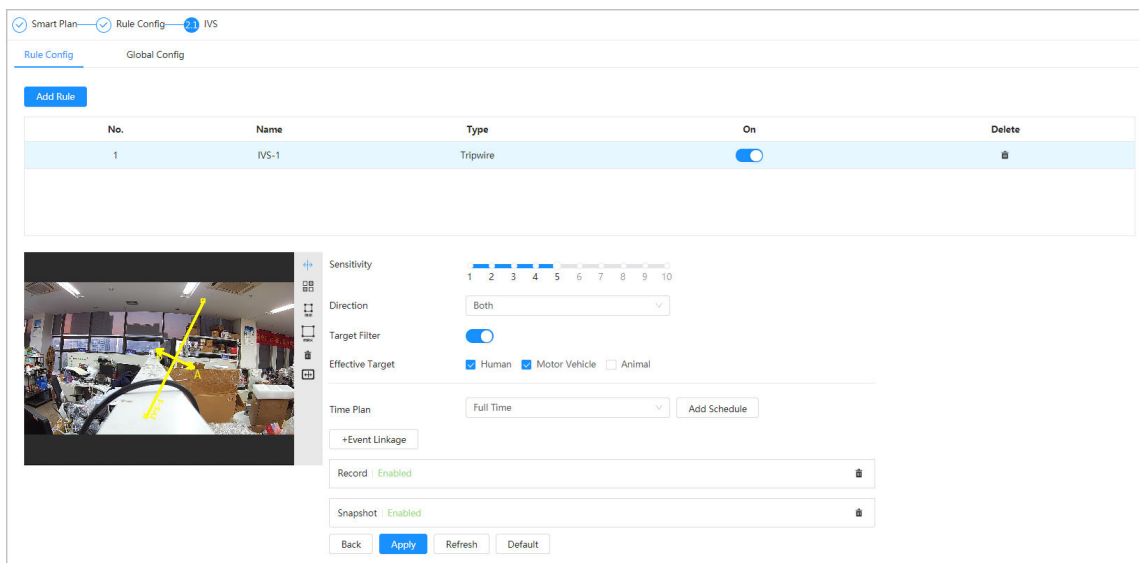 Smart Plan Rule Config 2.1 IVS
Rule Config Global Config
Add Rule
No. Name Type On Delete
1 IVS-1 Tripwire
Sensitivity
1 2 3 4 5 6 7 8 9 10
Direction Both
Target Filter
Effective Target Human Motor Vehicle Animal
A
Time Plan Full Time Add Schedule
+Event Linkage
Record Enabled
Snapshot Enabled
Back Apply Refresh Default